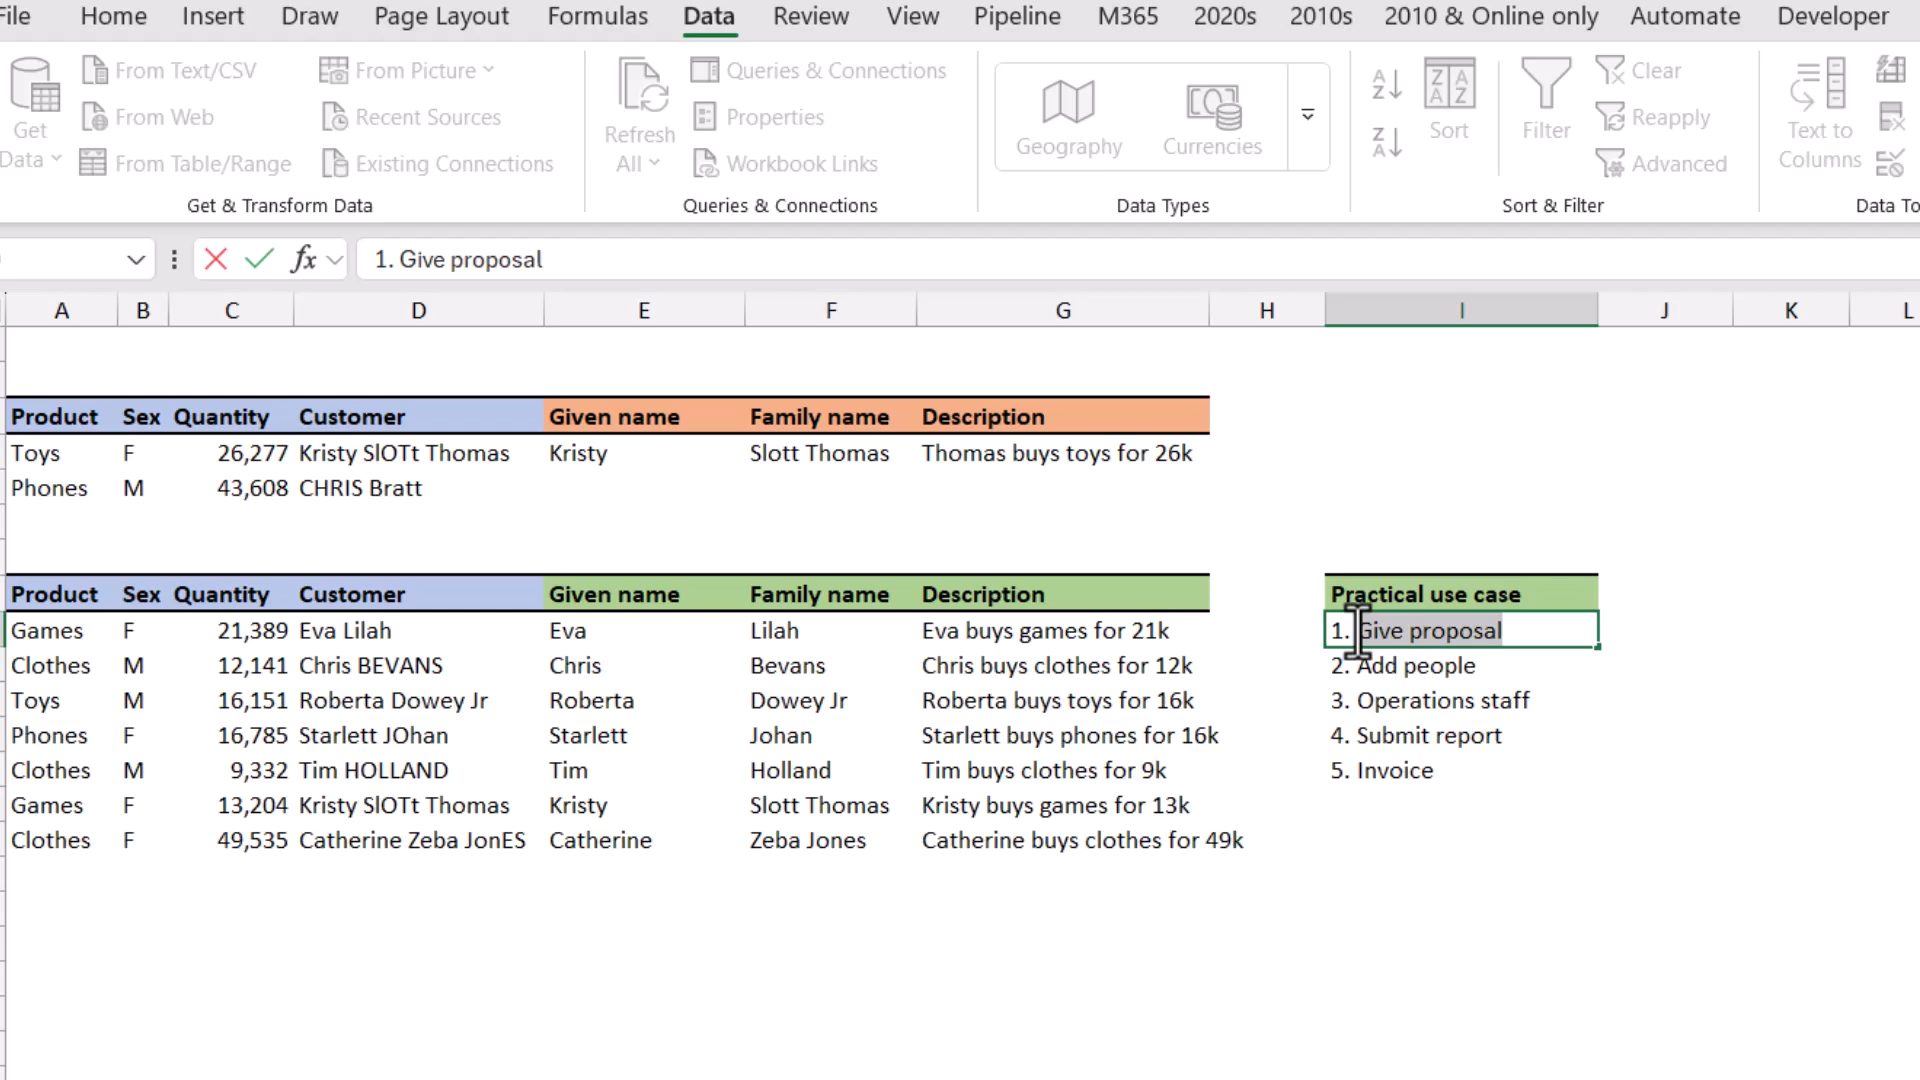 File Home Insert Draw Page Layout Formulas Data Review View Pipeline M365 2020s 2010s 2010 & Online only Automate Developer
Get Data
From Text/CSV
From Web
From Table/Range
From Picture
Recent Sources
Existing Connections
Get & Transform Data
Refresh All
Queries & Connections
Properties
Workbook Links
Queries & Connections
Geography
Currencies
Data Types
Sort
Filter
Clear
Reapply
Advanced
Sort & Filter
Text to Columns
Data To
fx 1. Give proposal
A B C D E F G H I J K L
Product Sex Quantity Customer Given name Family name Description
Toys F 26,277 Kristy SlOTt Thomas Kristy Slott Thomas Thomas buys toys for 26k
Phones M 43,608 CHRIS Bratt
Product Sex Quantity Customer Given name Family name Description Practical use case
Games F 21,389 Eva Lilah Eva Lilah Eva buys games for 21k 1. Give proposal
Clothes M 12,141 Chris BEVANS Chris Bevans Chris buys clothes for 12k 2. Add people
Toys M 16,151 Roberta Dowey Jr Roberta Dowey Jr Roberta buys toys for 16k 3. Operations staff
Phones F 16,785 Starlett JOhan Starlett Johan Starlett buys phones for 16k 4. Submit report
Clothes M 9,332 Tim HOLLAND Tim Holland Tim buys clothes for 9k 5. Invoice
Games F 13,204 Kristy SlOTt Thomas Kristy Slott Thomas Kristy buys games for 13k
Clothes F 49,535 Catherine Zeba JonES Catherine Zeba Jones Catherine buys clothes for 49k